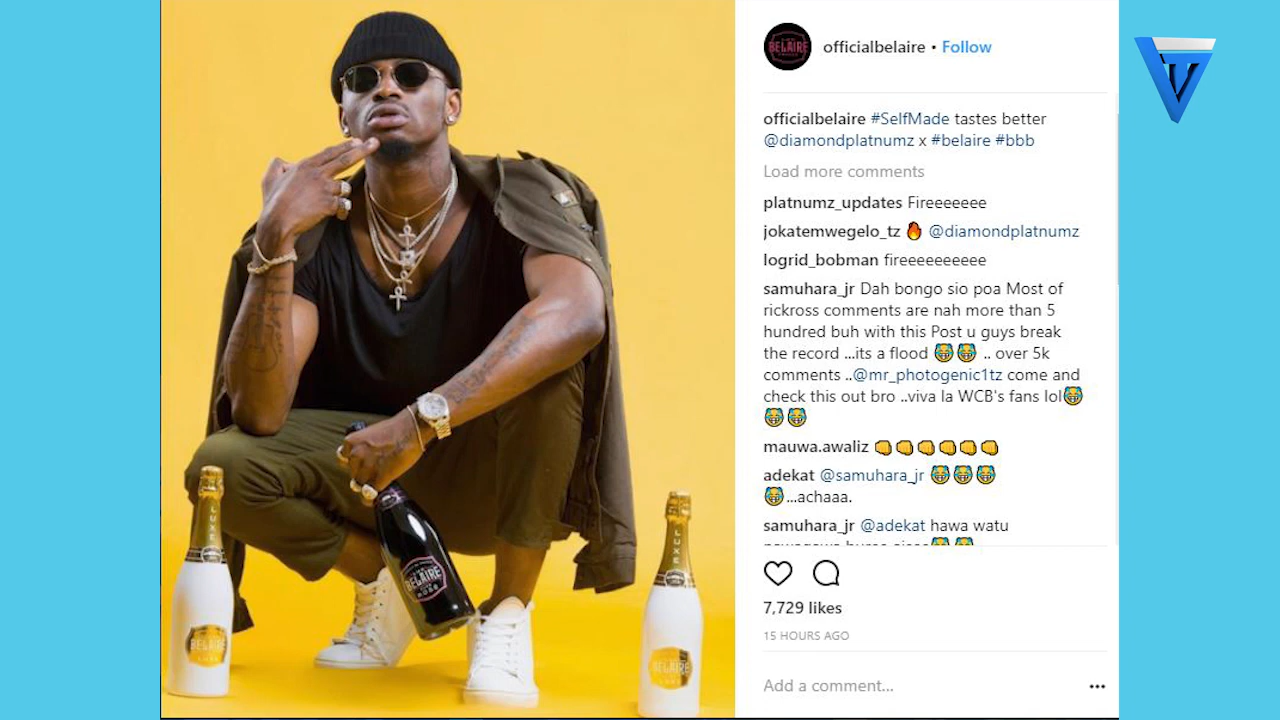 BELAIRE
officialbelaire • Follow
officialbelaire #SelfMade tastes better
@diamondplatnumz x #belaire #bbb
Load more comments
platnumz_updates Fireeeeeee
jokatemwegelo_tz 🔥 @diamondplatnumz
logrid_bobman fireeeeeeeeee
samuhara_jr Dah bongo sio poa Most of
rickross comments are nah more than 5
hundred buh with this Post u guys break
the record ...its a flood 😹😹 .. over 5k
comments ..@mr_photogenic1tz come and
check this out bro ..viva la WCB's fans lol😹
😹😹
mauwa.awaliz 👊👊👊👊👊👊
adekat @samuhara_jr 😹😹😹
😹...achaaa.
samuhara_jr @adekat hawa watu
7,729 likes
15 HOURS AGO
Add a comment...
LUXE
BELAIRE
LUXE
BELAIRE
ROSE
LUXE
BELAIRE